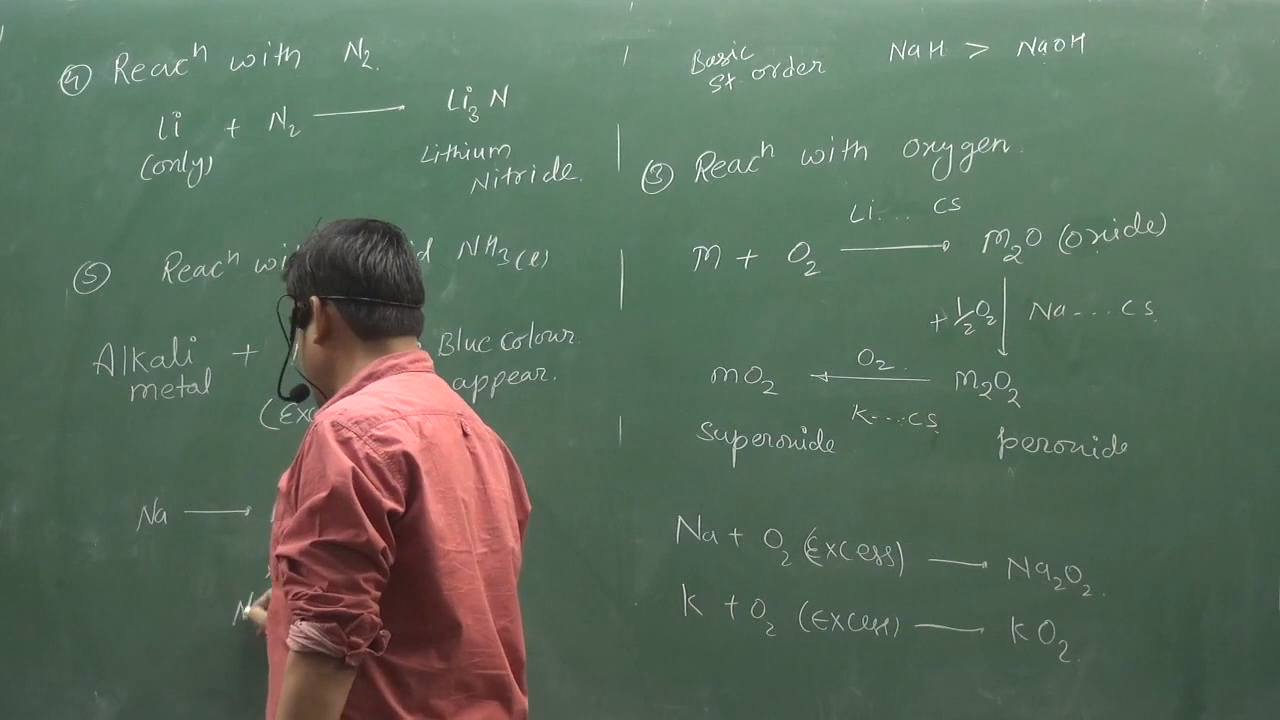 ④ Reacⁿ with N₂.
Li + N₂ ⟶ Li₃N
(only)
Lithium
Nitride.
⑤ Reacⁿ NH₃(l)
Alkali + Blue colour
metal appear.
Na ⟶
Basic NaH > NaOH
St. order
③ Reacⁿ with oxygen.
Li... Cs
M + O₂ ⟶ M₂O (oxide)
+½O₂ Na...Cs
O₂
MO₂ ⟵ M₂O₂
K...Cs
superoxide peroxide
Na + O₂ (Excess) ⟶ Na₂O₂.
K + O₂ (Excess) ⟶ KO₂.